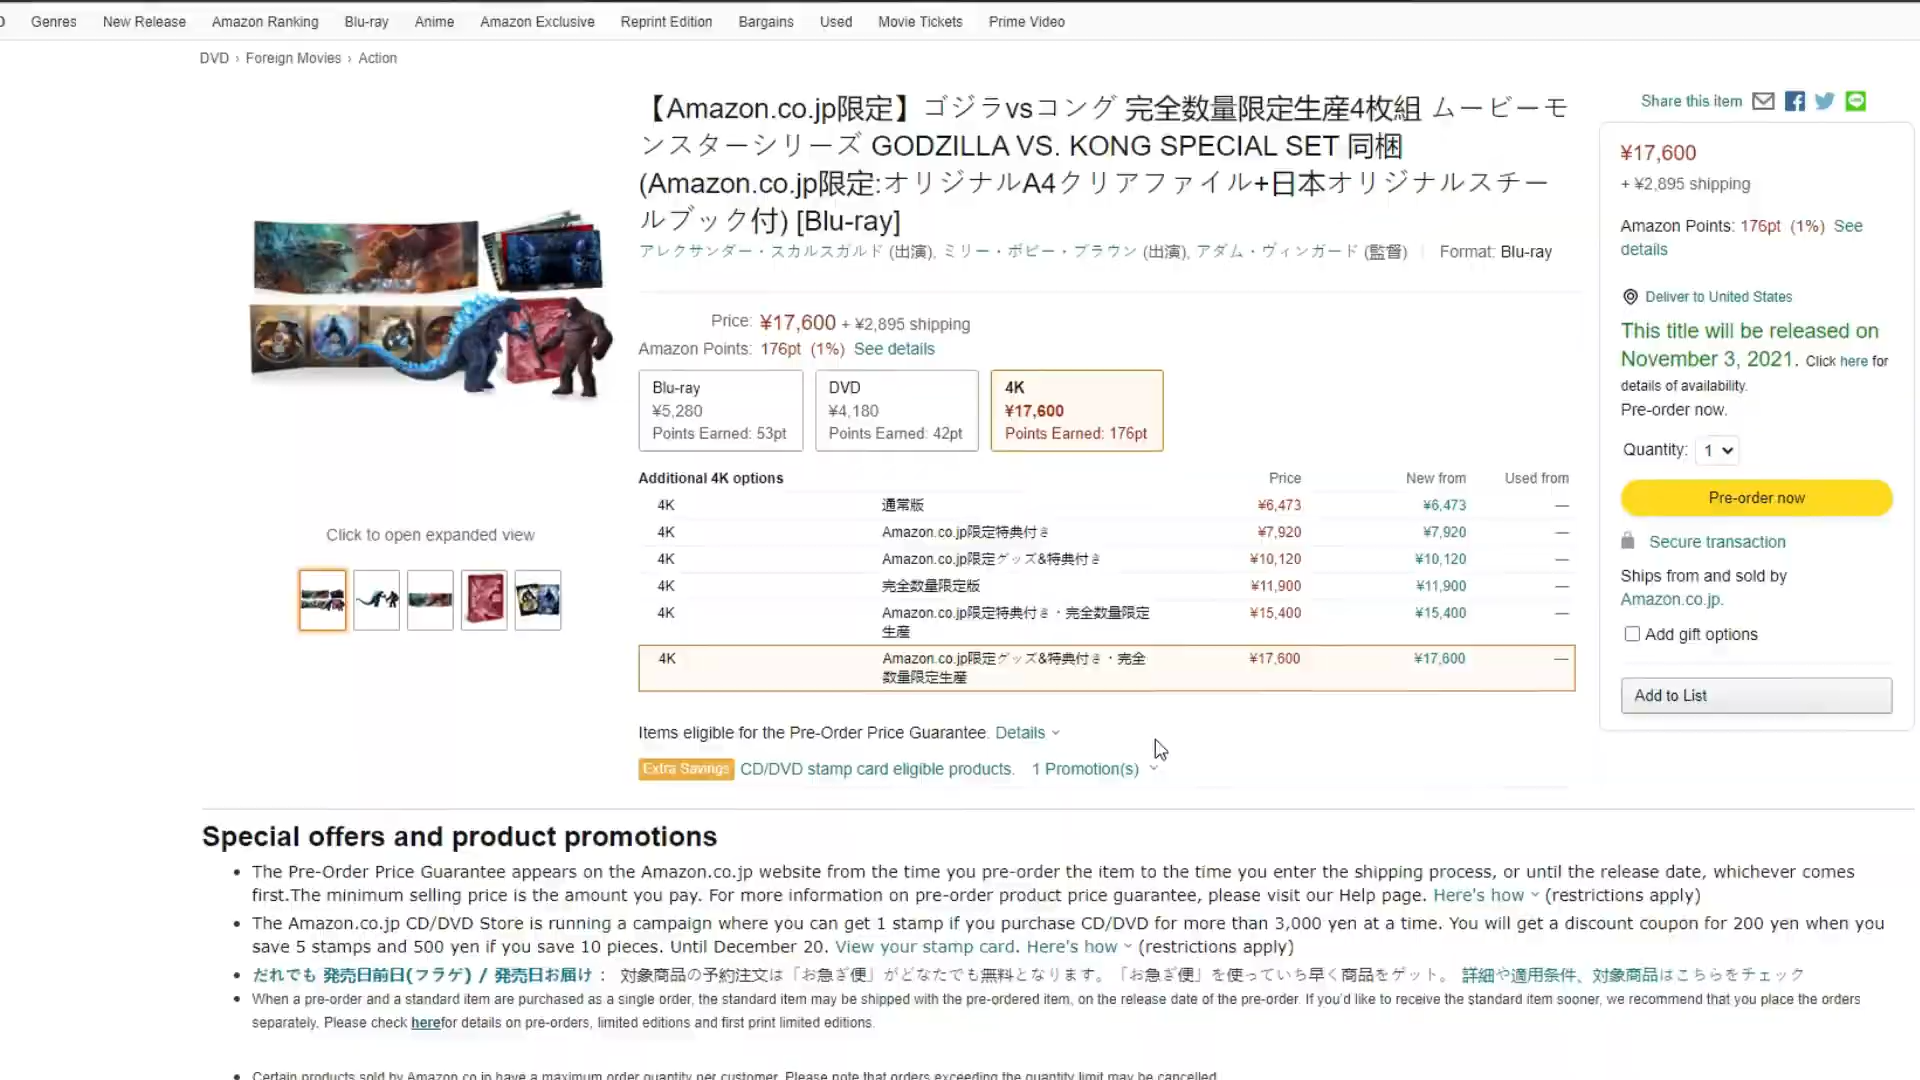 Genres New Release Amazon Ranking Blu-ray Anime Amazon Exclusive Reprint Edition Bargains Used Movie Tickets Prime Video
DVD › Foreign Movies › Action
【Amazon.co.jp限定】ゴジラvsコング 完全数量限定生産4枚組 ムービーモ
ンスターシリーズ GODZILLA VS. KONG SPECIAL SET 同梱
(Amazon.co.jp限定:オリジナルA4クリアファイル+日本オリジナルスチー
ルブック付) [Blu-ray]
アレクサンダー・スカルスガルド (出演), ミリー・ボビー・ブラウン (出演), アダム・ヴィンガード (監督) Format: Blu-ray
Price: ¥17,600 + ¥2,895 shipping
Amazon Points: 176pt (1%) See details
Blu-ray
¥5,280
Points Earned: 53pt
DVD
¥4,180
Points Earned: 42pt
4K
¥17,600
Points Earned: 176pt
Additional 4K options Price New from Used from
4K 通常版 ¥6,473 ¥6,473 —
4K Amazon.co.jp限定特典付き ¥7,920 ¥7,920 —
4K Amazon.co.jp限定グッズ&特典付き ¥10,120 ¥10,120 —
4K 完全数量限定版 ¥11,900 ¥11,900 —
4K Amazon.co.jp限定特典付き・完全数量限定 ¥15,400 ¥15,400 —
生産
4K Amazon.co.jp限定グッズ&特典付き・完全 ¥17,600 ¥17,600 —
数量限定生産
Items eligible for the Pre-Order Price Guarantee. Details
Extra Savings CD/DVD stamp card eligible products. 1 Promotion(s)
Click to open expanded view
Share this item
¥17,600
+ ¥2,895 shipping
Amazon Points: 176pt (1%) See
details
Deliver to United States
This title will be released on
November 3, 2021. Click here for
details of availability.
Pre-order now.
Quantity: 1
Pre-order now
Secure transaction
Ships from and sold by
Amazon.co.jp.
Add gift options
Add to List
Special offers and product promotions
• The Pre-Order Price Guarantee appears on the Amazon.co.jp website from the time you pre-order the item to the time you enter the shipping process, or until the release date, whichever comes
first.The minimum selling price is the amount you pay. For more information on pre-order product price guarantee, please visit our Help page. Here's how (restrictions apply)
• The Amazon.co.jp CD/DVD Store is running a campaign where you can get 1 stamp if you purchase CD/DVD for more than 3,000 yen at a time. You will get a discount coupon for 200 yen when you
save 5 stamps and 500 yen if you save 10 pieces. Until December 20. View your stamp card. Here's how (restrictions apply)
• だれでも 発売日前日(フラゲ) / 発売日お届け： 対象商品の予約注文は「お急ぎ便」がどなたでも無料となります。「お急ぎ便」を使っていち早く商品をゲット。 詳細や適用条件、対象商品はこちらをチェック
• When a pre-order and a standard item are purchased as a single order, the standard item may be shipped with the pre-ordered item, on the release date of the pre-order. If you'd like to receive the standard item sooner, we recommend that you place the orders
separately. Please check herefor details on pre-orders, limited editions and first print limited editions.
• Certain products sold by Amazon.co.jp have a maximum order quantity per customer. Please note that orders exceeding the quantity limit may be cancelled.